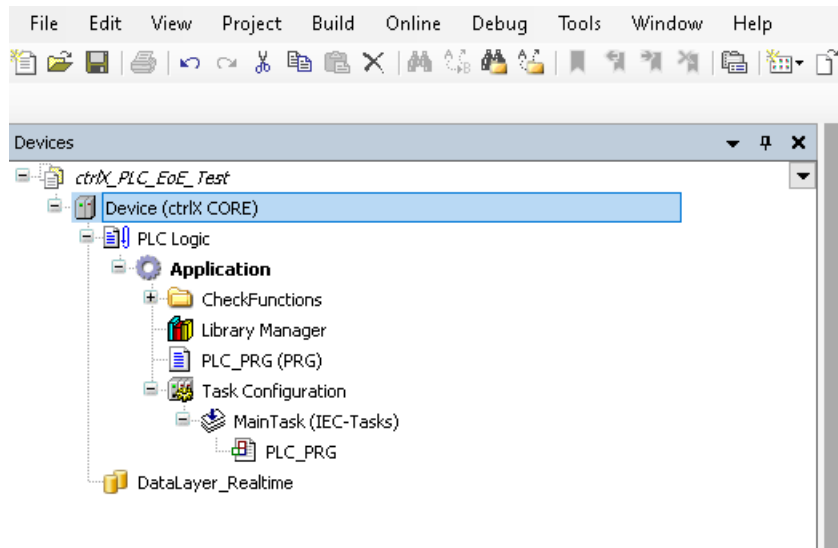 File Edit View Project Build Online Debug Tools Window Help
Devices
ctrlX_PLC_EoE_Test
Device (ctrlX CORE)
PLC Logic
Application
CheckFunctions
Library Manager
PLC_PRG (PRG)
Task Configuration
MainTask (IEC-Tasks)
PLC_PRG
DataLayer_Realtime